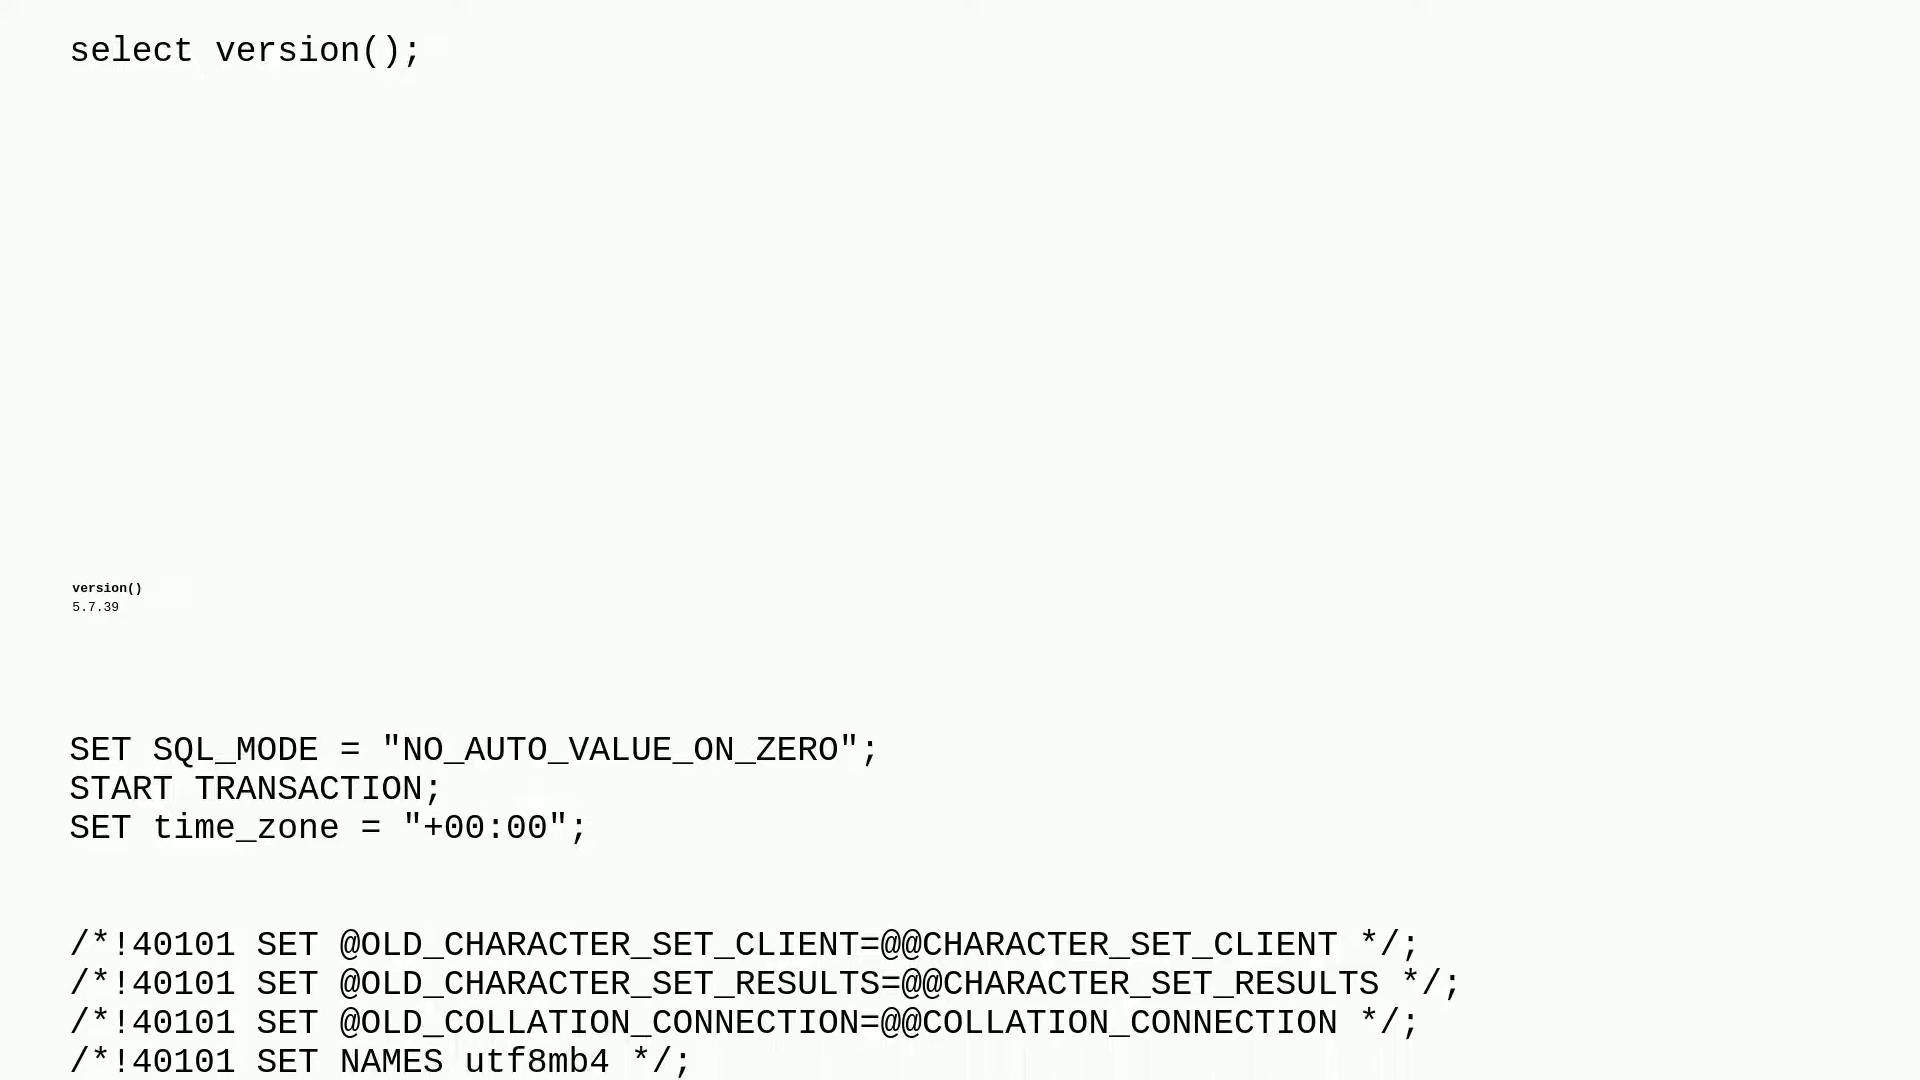 select version();
version()
5.7.39
SET SQL_MODE = "NO_AUTO_VALUE_ON_ZERO";
START TRANSACTION;
SET time_zone = "+00:00";
/*!40101 SET @OLD_CHARACTER_SET_CLIENT=@@CHARACTER_SET_CLIENT */;
/*!40101 SET @OLD_CHARACTER_SET_RESULTS=@@CHARACTER_SET_RESULTS */;
/*!40101 SET @OLD_COLLATION_CONNECTION=@@COLLATION_CONNECTION */;
/*!40101 SET NAMES utf8mb4 */;